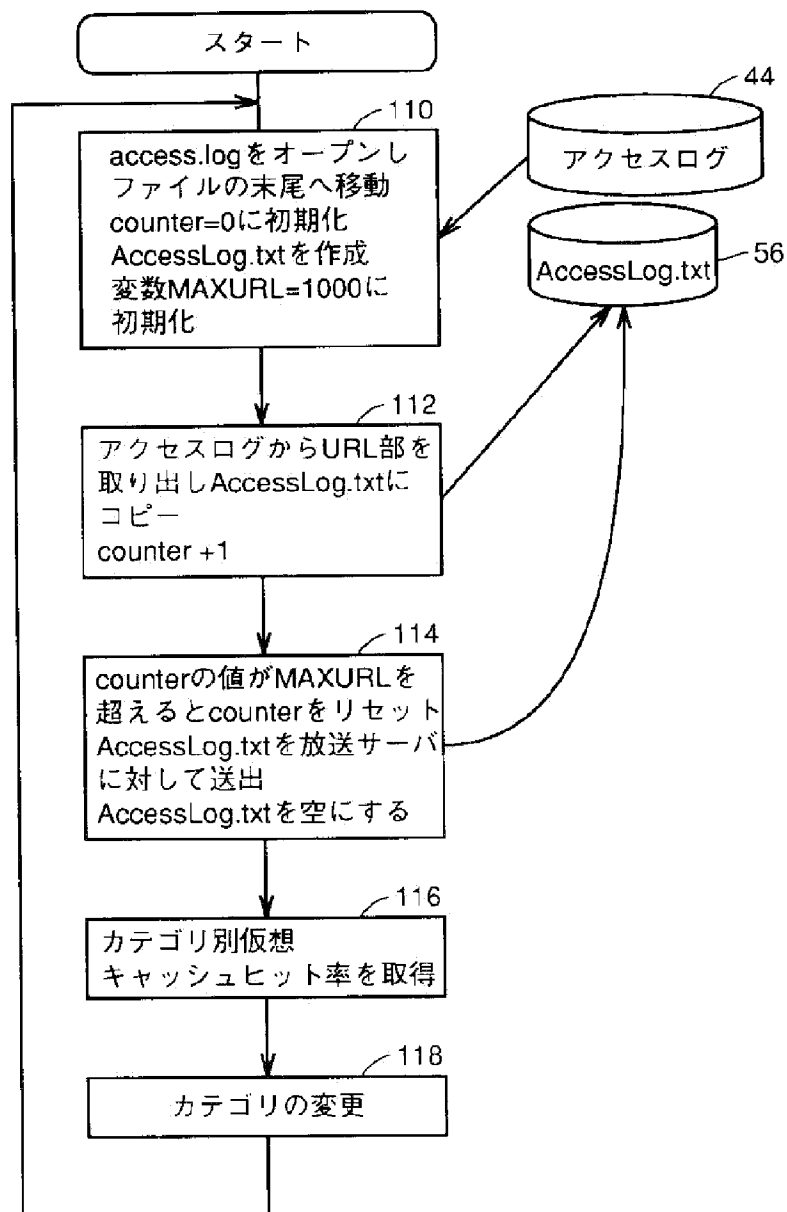 スタート
44
アクセスログ
110
access.logをオープンし
ファイルの末尾へ移動
counter=0に初期化
AccessLog.txtを作成
変数MAXURL=1000に
初期化
AccessLog.txt
56
112
アクセスログからURL部を
取り出しAccessLog.txtに
コピー
counter +1
114
counterの値がMAXURLを
超えるとcounterをリセット
AccessLog.txtを放送サーバ
に対して送出
AccessLog.txtを空にする
116
カテゴリ別仮想
キャッシュヒット率を取得
118
カテゴリの変更